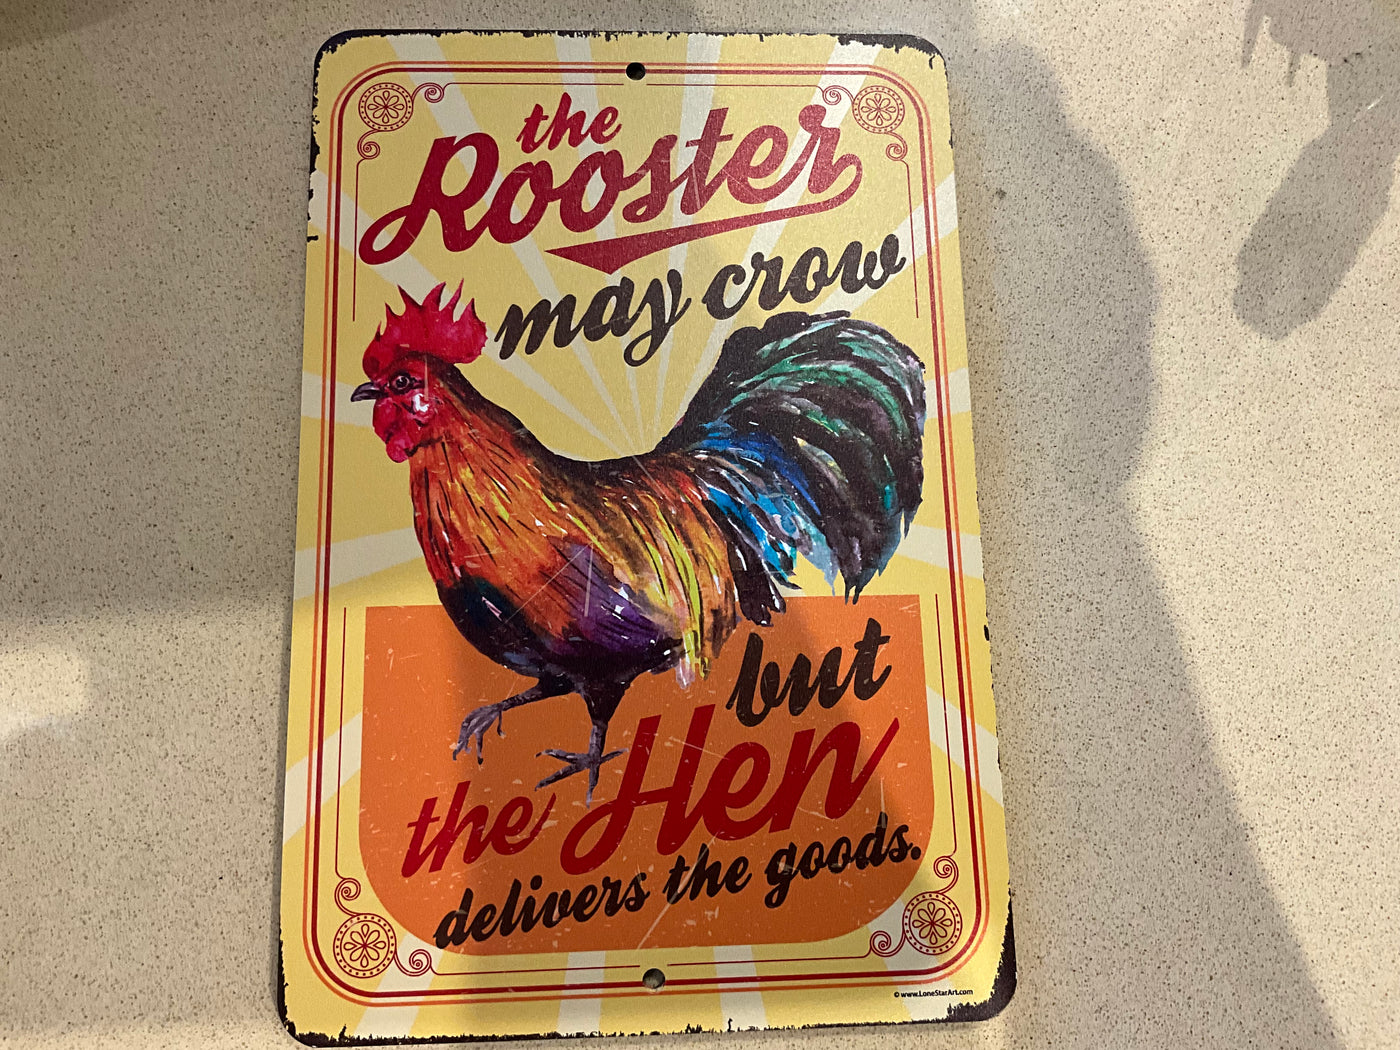 the
Rooster
may crow
but
the Hen
delivers the goods.
© www.LoneStarArt.com